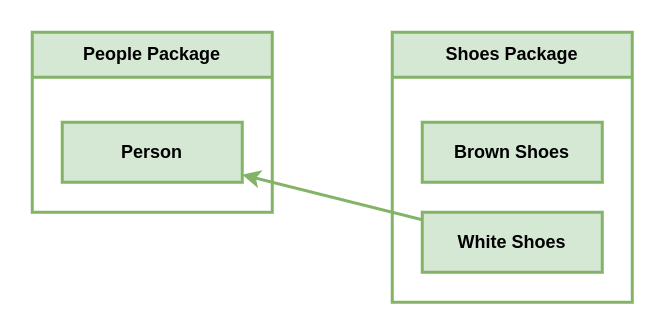 People Package
Person
Shoes Package
Brown Shoes
White Shoes